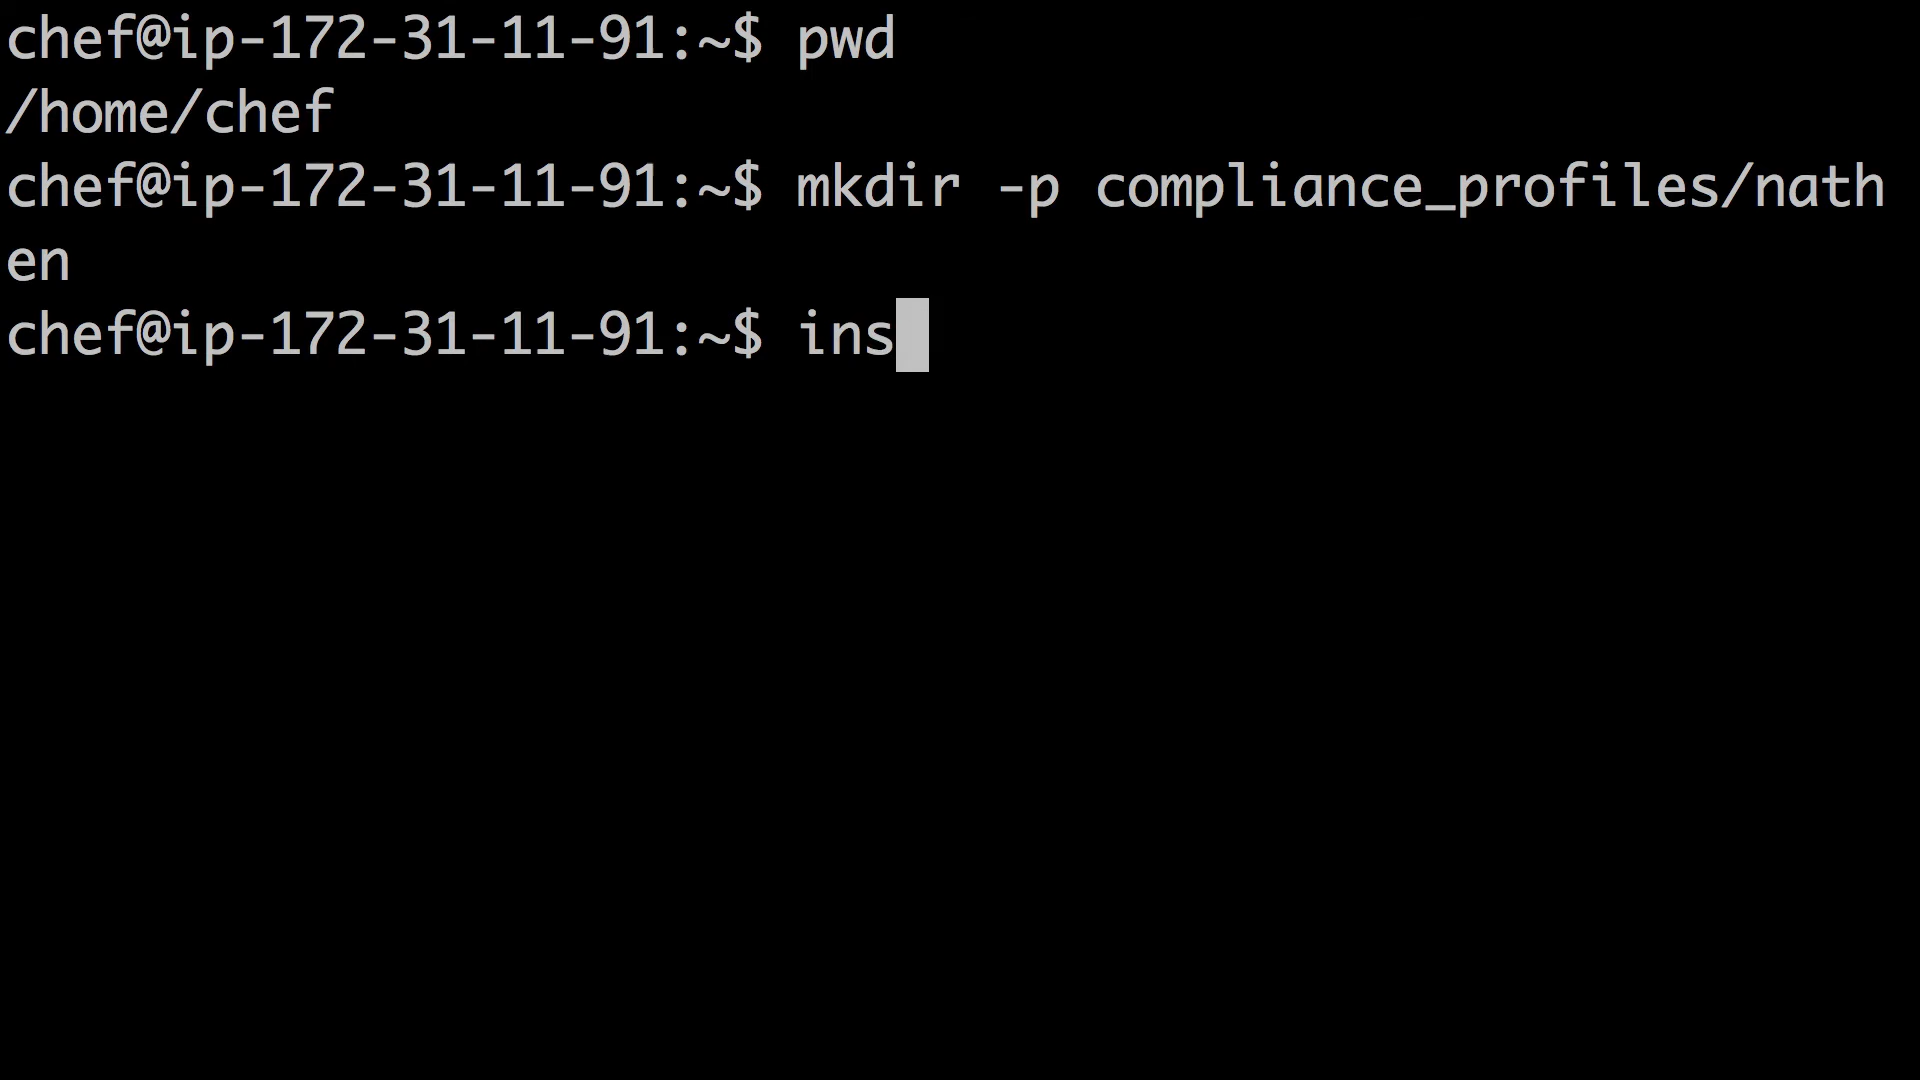 chef@ip-172-31-11-91:~$ pwd
/home/chef
chef@ip-172-31-11-91:~$ mkdir -p compliance_profiles/nath
en
chef@ip-172-31-11-91:~$ ins